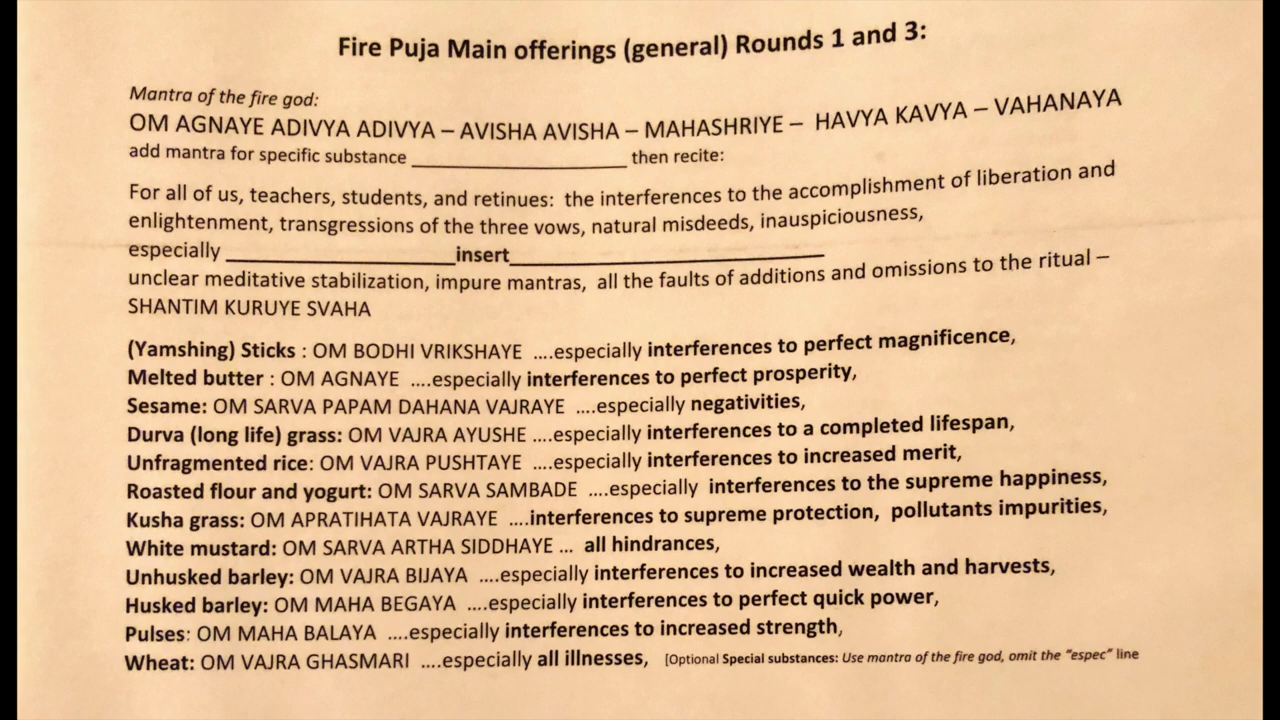 Fire Puja Main offerings (general) Rounds 1 and 3:
Mantra of the fire god:
OM AGNAYE ADIVYA ADIVYA – AVISHA AVISHA – MAHASHRIYE – HAVYA KAVYA – VAHANAYA
add mantra for specific substance ____________________ then recite:
For all of us, teachers, students, and retinues: the interferences to the accomplishment of liberation and
enlightenment, transgressions of the three vows, natural misdeeds, inauspiciousness,
especially ____________________insert____________________________
unclear meditative stabilization, impure mantras, all the faults of additions and omissions to the ritual –
SHANTIM KURUYE SVAHA
(Yamshing) Sticks : OM BODHI VRIKSHAYE ....especially interferences to perfect magnificence,
Melted butter : OM AGNAYE ....especially interferences to perfect prosperity,
Sesame: OM SARVA PAPAM DAHANA VAJRAYE ....especially negativities,
Durva (long life) grass: OM VAJRA AYUSHE ....especially interferences to a completed lifespan,
Unfragmented rice: OM VAJRA PUSHTAYE ....especially interferences to increased merit,
Roasted flour and yogurt: OM SARVA SAMBADE ....especially interferences to the supreme happiness,
Kusha grass: OM APRATIHATA VAJRAYE ....interferences to supreme protection, pollutants impurities,
White mustard: OM SARVA ARTHA SIDDHAYE ... all hindrances,
Unhusked barley: OM VAJRA BIJAYA ....especially interferences to increased wealth and harvests,
Husked barley: OM MAHA BEGAYA ....especially interferences to perfect quick power,
Pulses: OM MAHA BALAYA ....especially interferences to increased strength,
Wheat: OM VAJRA GHASMARI ....especially all illnesses, [Optional Special substances: Use mantra of the fire god, omit the "espec" line